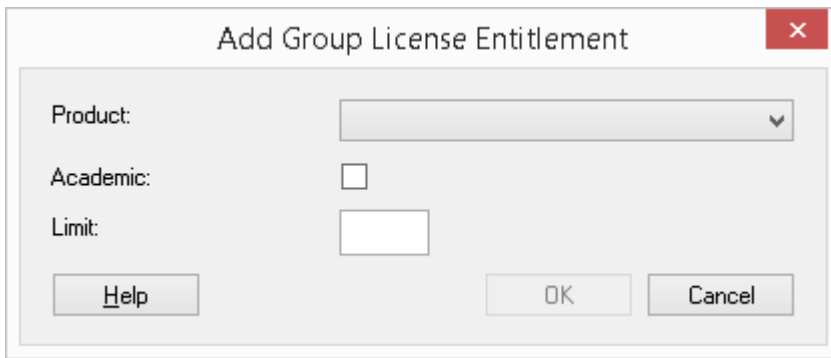 Add Group License Entitlement
Product:
Academic:
Limit:
Help OK Cancel